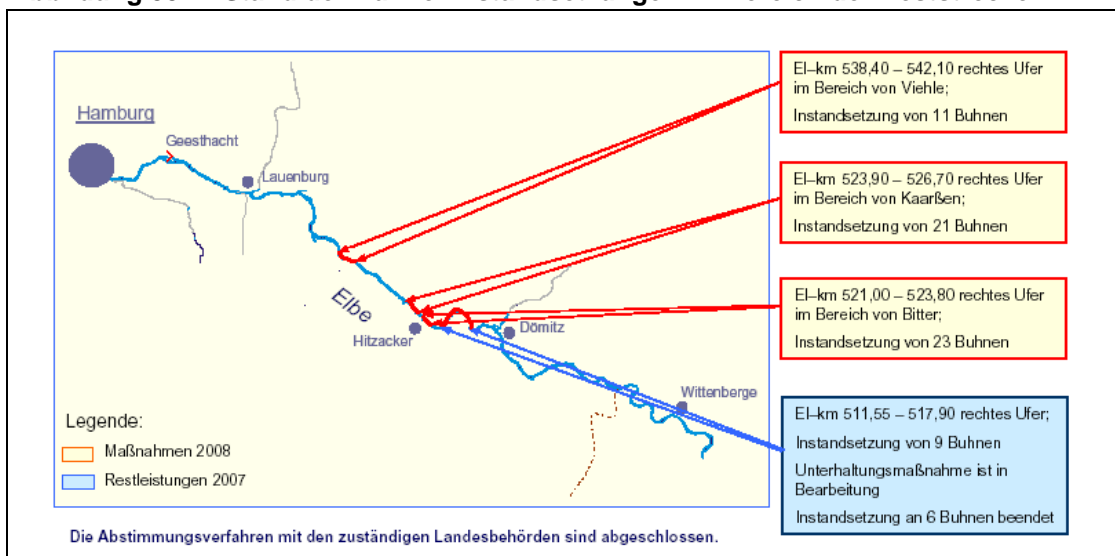 Hamburg
Geesthacht
Lauenburg
Elbe
Hitzacker
Dömitz
Wittenberge
Legende:
Maßnahmen 2008
Restleistungen 2007
El–km 538,40 – 542,10 rechtes Ufer
im Bereich von Viehle;
Instandsetzung von 11 Buhnen
El–km 523,90 – 526,70 rechtes Ufer
im Bereich von Kaarßen;
Instandsetzung von 21 Buhnen
El–km 521,00 – 523,80 rechtes Ufer
im Bereich von Bitter;
Instandsetzung von 23 Buhnen
El–km 511,55 – 517,90 rechtes Ufer;
Instandsetzung von 9 Buhnen
Unterhaltungsmaßnahme ist in
Bearbeitung
Instandsetzung an 6 Buhnen beendet
Die Abstimmungsverfahren mit den zuständigen Landesbehörden sind abgeschlossen.